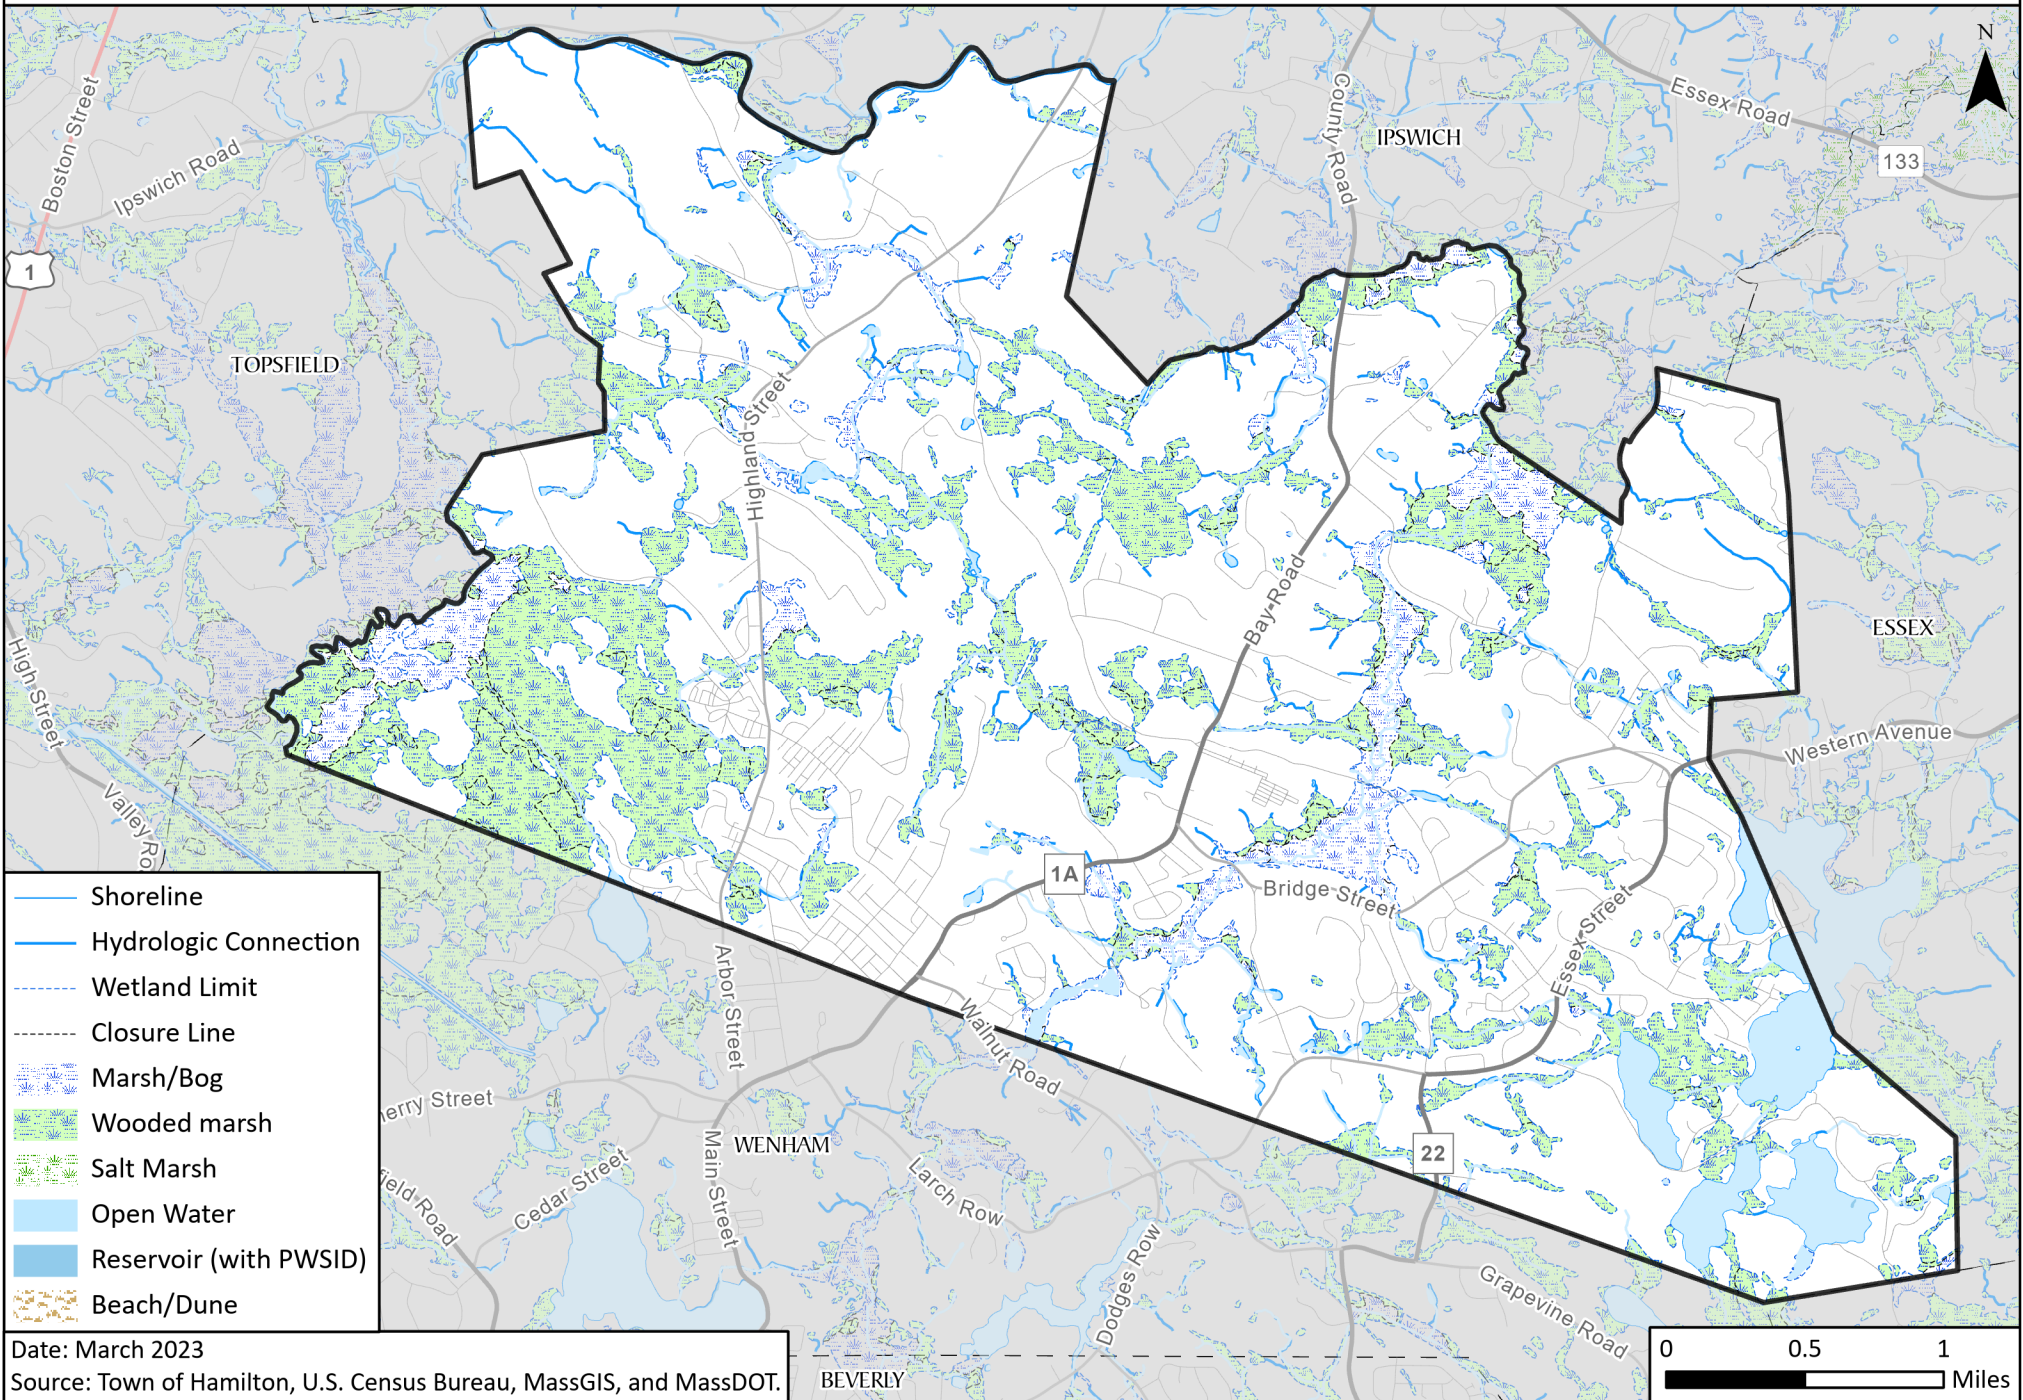 N
Boston Street
Ipswich Road
1
TOPSFIELD
County Road
IPSWICH
Essex Road
133
Highland Street
Bay Road
ESSEX
Western Avenue
High Street
Valley Ro
1A
Bridge Street
Essex Street
Arbor Street
Walnut Road
22
erry Street
WENHAM
Main Street
Cedar Street
field Road
Larch Row
Dodges Row
Grapevine Road
BEVERLY
Shoreline
Hydrologic Connection
Wetland Limit
Closure Line
Marsh/Bog
Wooded marsh
Salt Marsh
Open Water
Reservoir (with PWSID)
Beach/Dune
Date: March 2023
Source: Town of Hamilton, U.S. Census Bureau, MassGIS, and MassDOT.
0 0.5 1
Miles